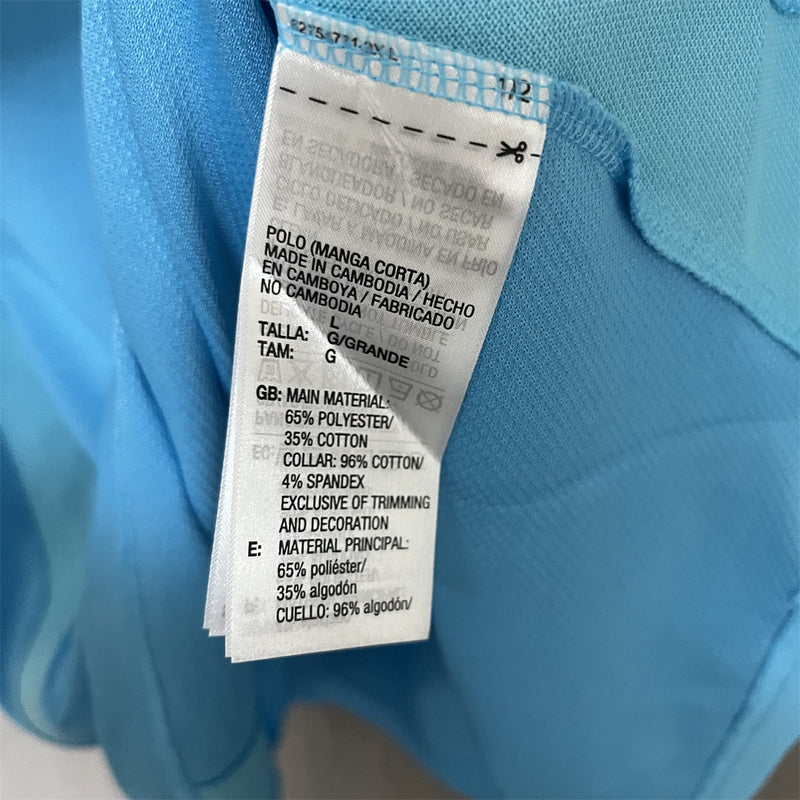 1/2
POLO (MANGA CORTA)
MADE IN CAMBODIA / HECHO
EN CAMBOYA / FABRICADO
NO CAMBODIA
L
TALLA: G/GRANDE
TAM: G
GB: MAIN MATERIAL:
65% POLYESTER/
35% COTTON
COLLAR: 96% COTTON/
4% SPANDEX
EXCLUSIVE OF TRIMMING
AND DECORATION
E: MATERIAL PRINCIPAL:
65% poliéster/
35% algodón
CUELLO: 96% algodón/